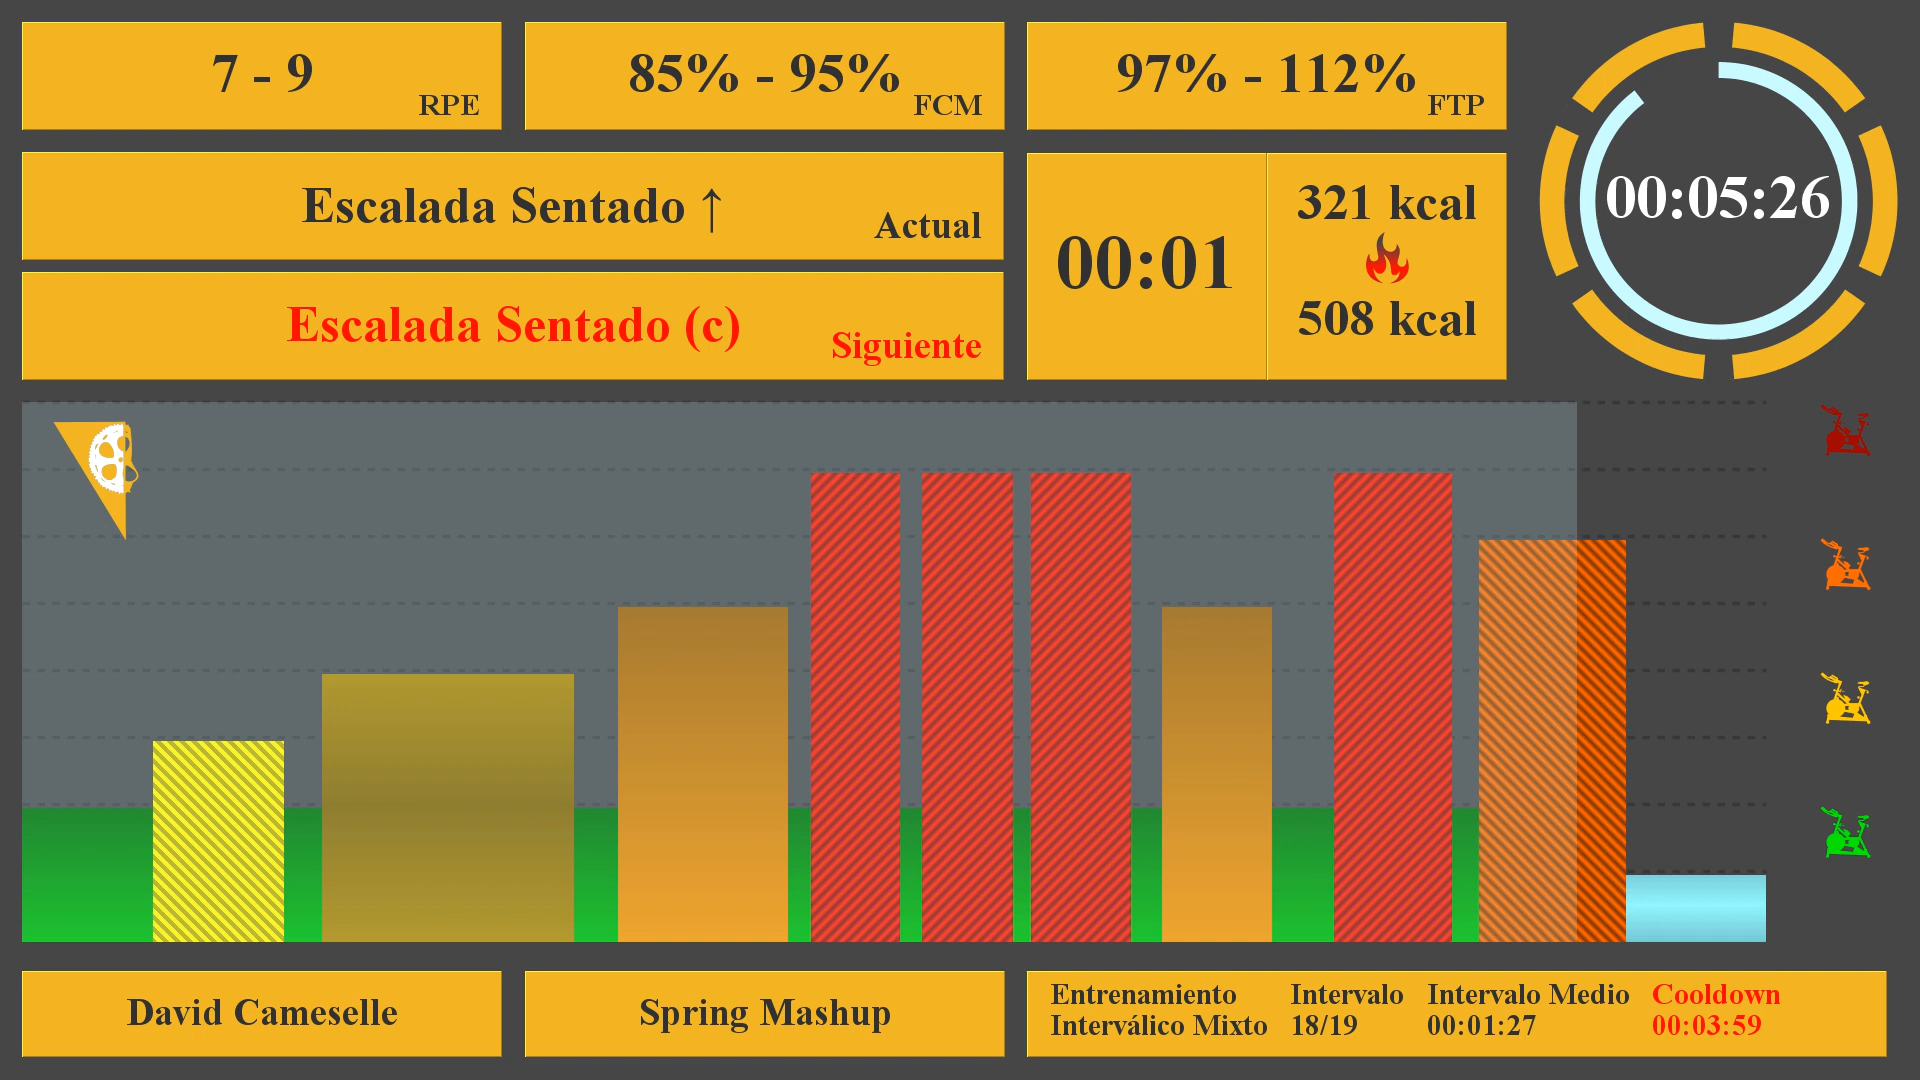 7 - 9
RPE
85% - 95%
FCM
97% - 112%
FTP
Escalada Sentado ↑
Actual
Escalada Sentado (c)
Siguiente
00:01
321 kcal
508 kcal
00:05:26
David Cameselle
Spring Mashup
Entrenamiento
Interválico Mixto
Intervalo
18/19
Intervalo Medio
00:01:27
Cooldown
00:03:59